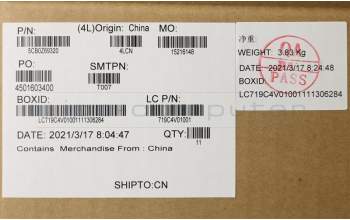 P/N:
(4L)Origin: China
MO:
5CB0Z69320
4LCN
15216146
PO:
SMTPN:
4501603400
T007
BOXID:
LC P/N:
LC719C4V01001111306284
719C4V01001
DATE: 2021/3/17 8:04:47
QTY:
11
Contains Merchandise From : China
SHIPTO:CN
净重:
WEIGHT: 3.83 Kg
DATE: 2021/3/17 8:24:48
BOXID:
LC719C4V01001111306284
QA
PASS